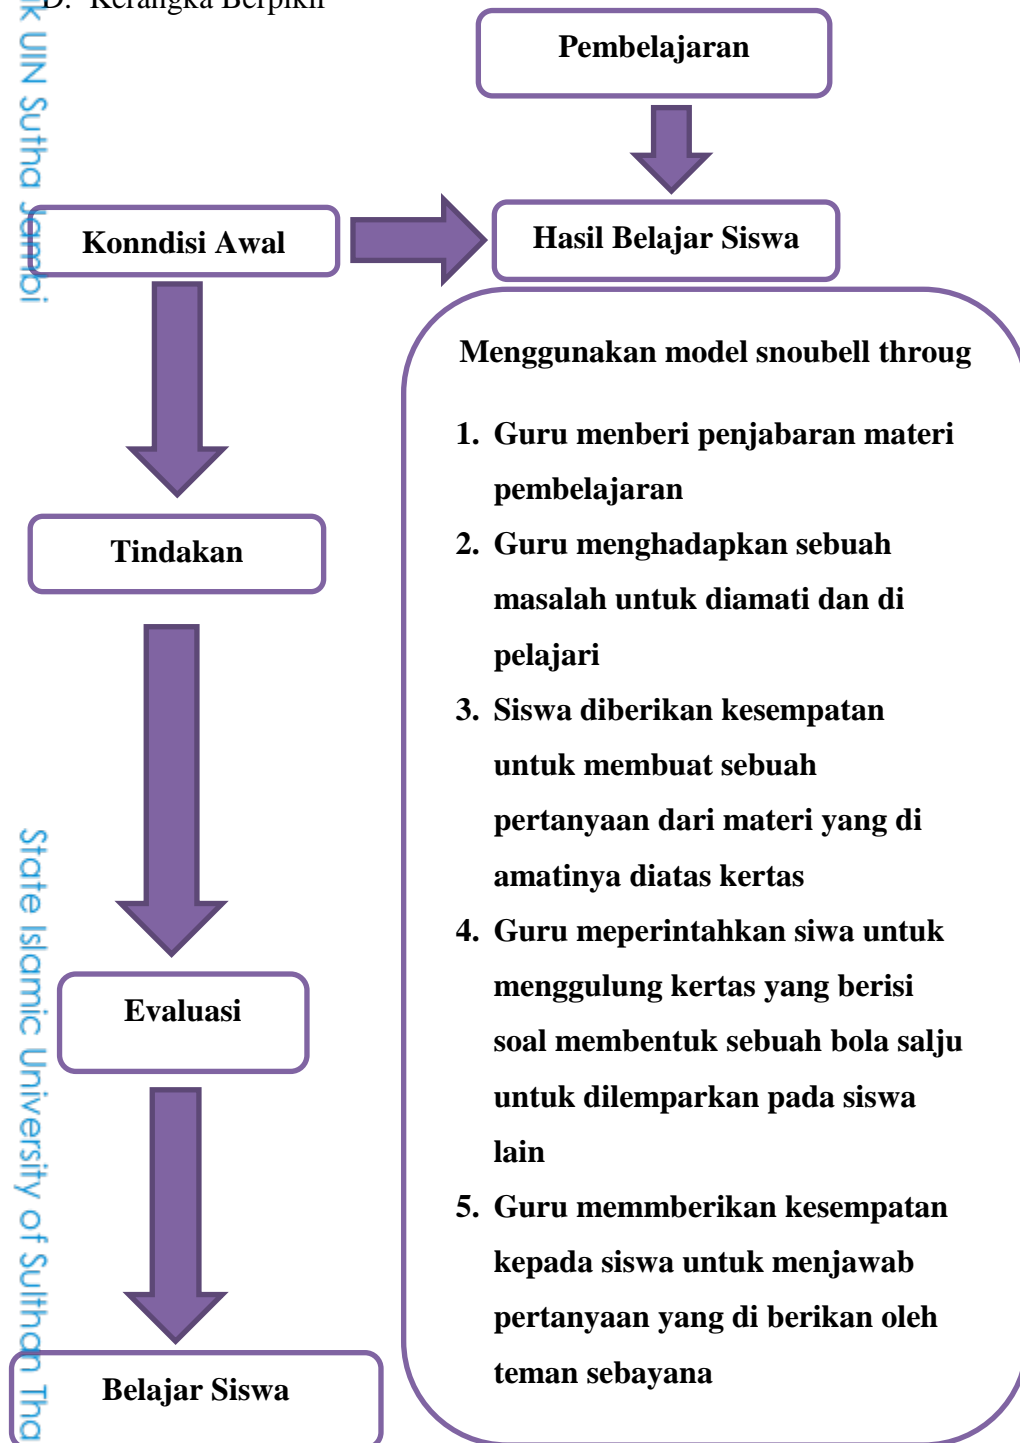 D. Kerangka Berpikir
Pembelajaran
Konndisi Awal
Hasil Belajar Siswa
Menggunakan model snoubell throug
1. Guru menberi penjabaran materi
pembelajaran
2. Guru menghadapkan sebuah
masalah untuk diamati dan di
pelajari
3. Siswa diberikan kesempatan
untuk membuat sebuah
pertanyaan dari materi yang di
amatinya diatas kertas
4. Guru meperintahkan siwa untuk
menggulung kertas yang berisi
soal membentuk sebuah bola salju
untuk dilemparkan pada siswa
lain
5. Guru memmberikan kesempatan
kepada siswa untuk menjawab
pertanyaan yang di berikan oleh
teman sebayana
Tindakan
Evaluasi
Belajar Siswa
UIN Sutha Jambi
State Islamic University of Sulthan Tha